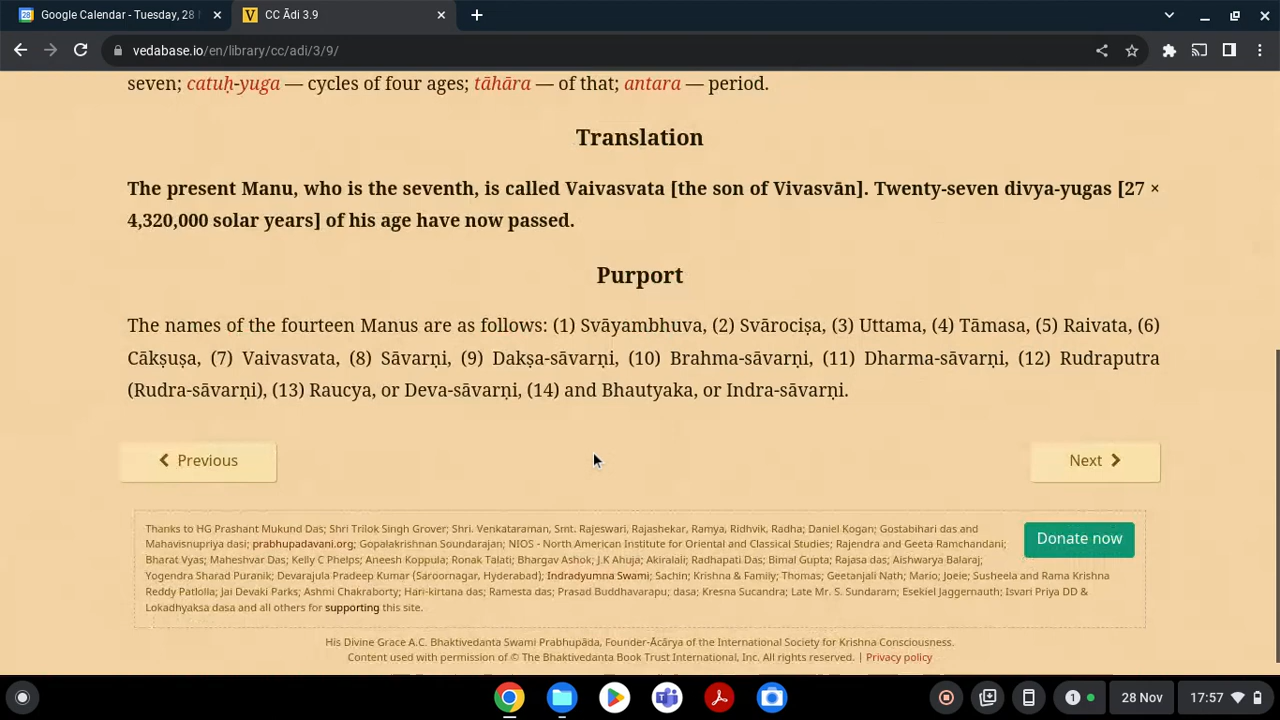 Google Calendar - Tuesday, 28
CC Ādi 3.9
vedabase.io/en/library/cc/adi/3/9/
seven; catuḥ-yuga — cycles of four ages; tāhāra — of that; antara — period.
Translation
The present Manu, who is the seventh, is called Vaivasvata [the son of Vivasvān]. Twenty-seven divya-yugas [27 ×
4,320,000 solar years] of his age have now passed.
Purport
The names of the fourteen Manus are as follows: (1) Svāyambhuva, (2) Svārociṣa, (3) Uttama, (4) Tāmasa, (5) Raivata, (6)
Cākṣuṣa, (7) Vaivasvata, (8) Sāvarṇi, (9) Dakṣa-sāvarṇi, (10) Brahma-sāvarṇi, (11) Dharma-sāvarṇi, (12) Rudraputra
(Rudra-sāvarṇi), (13) Raucya, or Deva-sāvarṇi, (14) and Bhautyaka, or Indra-sāvarṇi.
Previous
Next
Thanks to HG Prashant Mukund Das; Shri Trilok Singh Grover; Shri. Venkataraman, Smt. Rajeswari, Rajashekar, Ramya, Ridhvik, Radha; Daniel Kogan; Gostabihari das and
Mahavisnupriya dasi; prabhupadavani.org; Gopalakrishnan Soundarajan; NIOS - North American Institute for Oriental and Classical Studies; Rajendra and Geeta Ramchandani;
Bharat Vyas; Maheshvar Das; Kelly C Phelps; Aneesh Koppula; Ronak Talati; Bhargav Ashok; J.K Ahuja; Akiralali; Radhapati Das; Bimal Gupta; Rajasa das; Aishwarya Balaraj;
Yogendra Sharad Puranik; Devarajula Pradeep Kumar (Saroornagar, Hyderabad); Indradyumna Swami; Sachin; Krishna & Family; Thomas; Geetanjali Nath; Mario; Joeie; Susheela and Rama Krishna
Reddy Patlolla; Jai Devaki Parks; Ashmi Chakraborty; Hari-kirtana das; Ramesta das; Prasad Buddhavarapu; dasa; Kresna Sucandra; Late Mr. S. Sundaram; Esekiel Jaggernauth; Isvari Priya DD &
Lokadhyaksa dasa and all others for supporting this site.
Donate now
His Divine Grace A.C. Bhaktivedanta Swami Prabhupāda, Founder-Ācārya of the International Society for Krishna Consciousness.
Content used with permission of © The Bhaktivedanta Book Trust International, Inc. All rights reserved. | Privacy policy
1
28 Nov
17:57